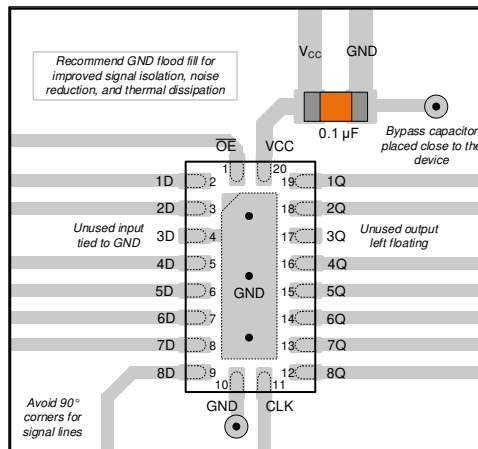 Recommend GND flood fill for
improved signal isolation, noise
reduction, and thermal dissipation
VCC GND
0.1 µF
Bypass capacitor
placed close to the
device
OE VCC
1 20
1D 2 19 1Q
2D 3 18 2Q
Unused input
tied to GND
3D 4 17 3Q
Unused output
left floating
4D 5 16 4Q
5D 6 15 5Q
GND
6D 7 14 6Q
7D 8 13 7Q
8D 9 12 8Q
10 11
GND CLK
Avoid 90°
corners for
signal lines